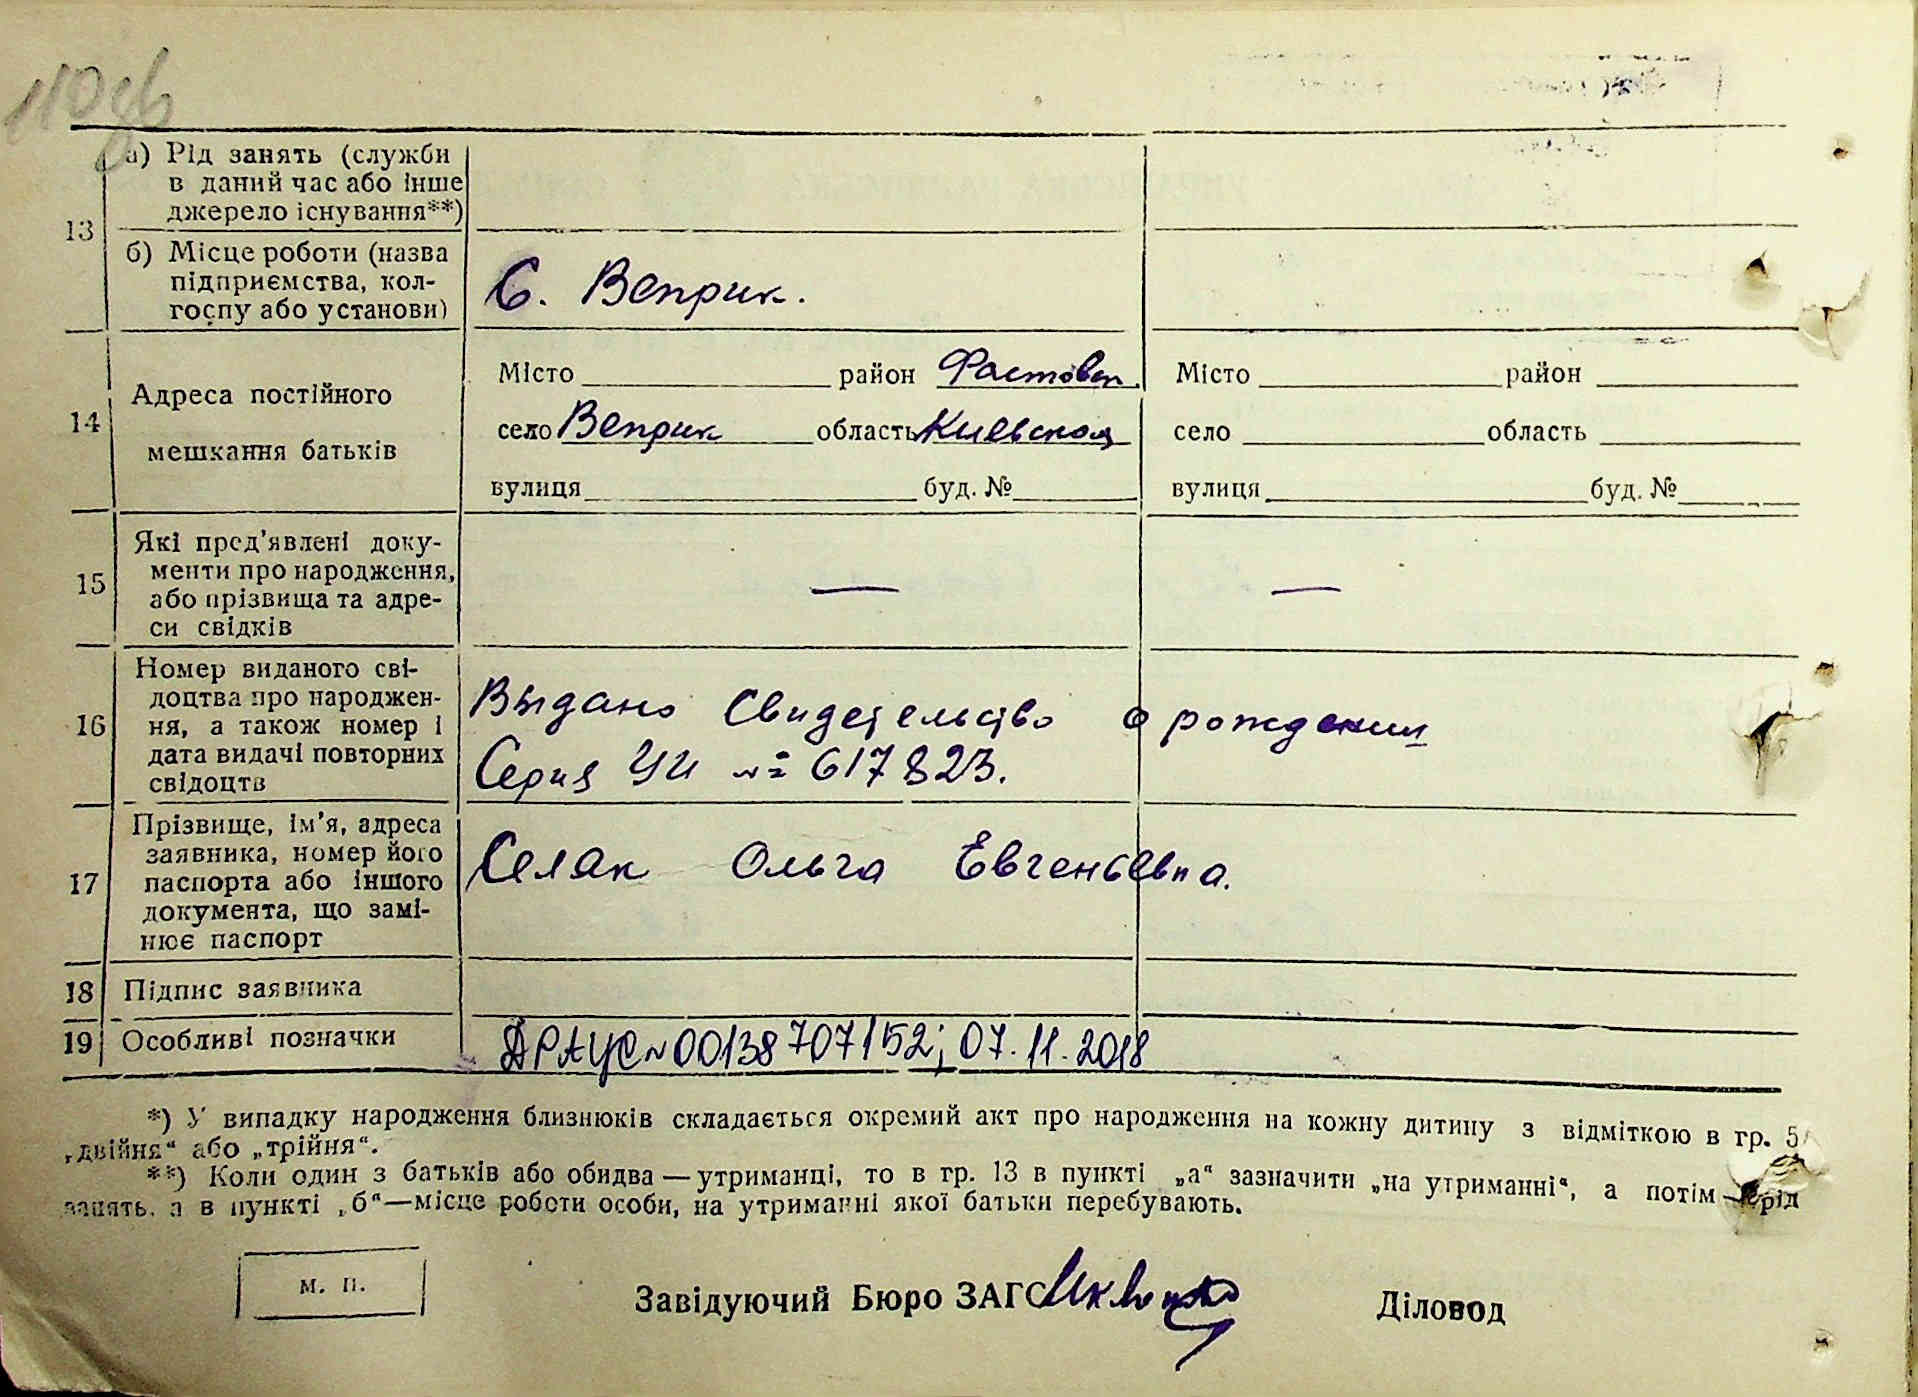 110 зв
13
а) Рід занять (служби
в даний час або інше
джерело існування**)
б) Місце роботи (назва
підприємства, кол-
госпу або установи)
С. Веприк.
14
Адреса постійного
мешкання батьків
Місто район Фастовск
село Веприк область Киевская
вулиця буд. №
Місто район
село область
вулиця буд. №
15
Які пред'явлені доку-
менти про народження,
або прізвища та адре-
си свідків
—
—
16
Номер виданого сві-
доцтва про народжен-
ня, а також номер і
дата видачі повторних
свідоцтв
Выдано Свидетельство о рождении
Серия УИ № 617823.
17
Прізвище, ім'я, адреса
заявника, номер його
паспорта або іншого
документа, що замі-
нює паспорт
Селяк Ольга Евгеньевна.
18
Підпис заявника
19
Особливі позначки
ДРАЦС № 00138707152; 07.11.2018
*) У випадку народження близнюків складається окремий акт про народження на кожну дитину з відміткою в гр. 5
„двійня“ або „трійня“.
**) Коли один з батьків або обидва — утриманці, то в гр. 13 в пункті „а“ зазначити „на утриманні“, а потім — рід
занять, а в пункті „б“—місце роботи особи, на утриманні якої батьки перебувають.
м. п.
Завідуючий Бюро ЗАГС
Діловод